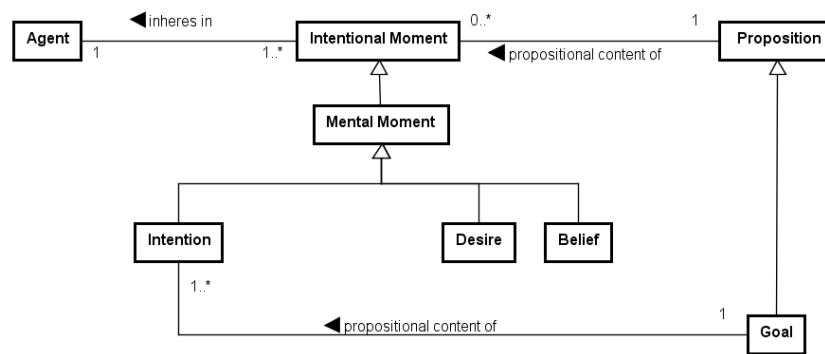 inheres in
0..*
1
Agent
Intentional Moment
Proposition
1
1..*
propositional content of
Mental Moment
Intention
Desire
Belief
1..*
1
propositional content of
Goal